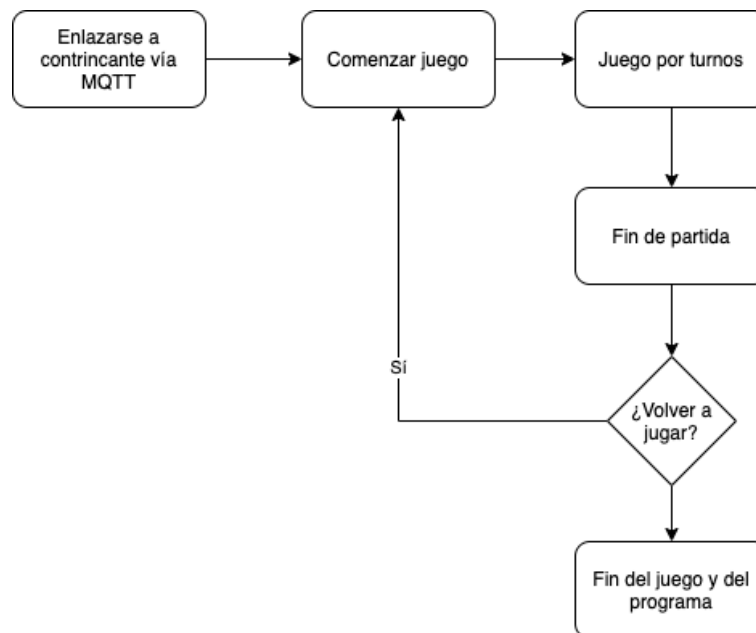 Enlazarse a
contrincante vía
MQTT
Comenzar juego
Juego por turnos
Fin de partida
Sí
¿Volver a
jugar?
Fin del juego y del
programa